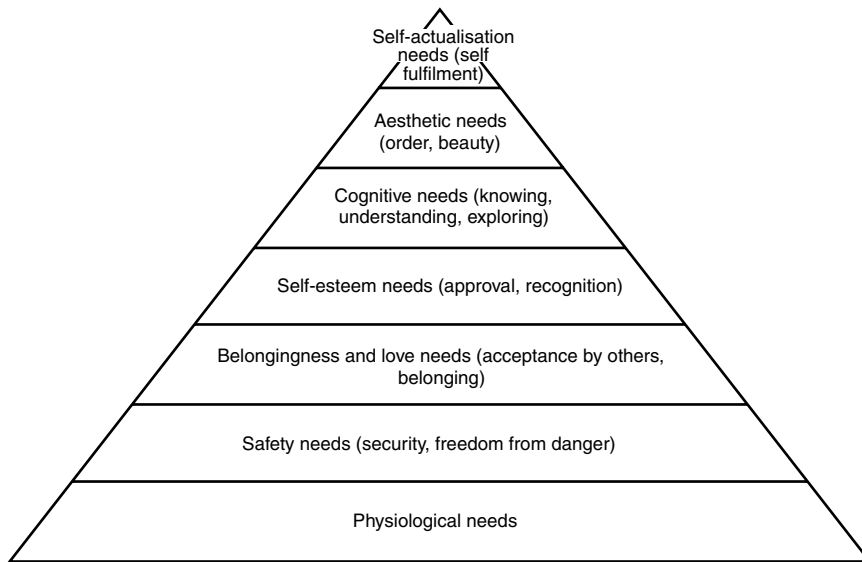 Self-actualisation
needs (self
fulfilment)
Aesthetic needs
(order, beauty)
Cognitive needs (knowing,
understanding, exploring)
Self-esteem needs (approval, recognition)
Belongingness and love needs (acceptance by others,
belonging)
Safety needs (security, freedom from danger)
Physiological needs